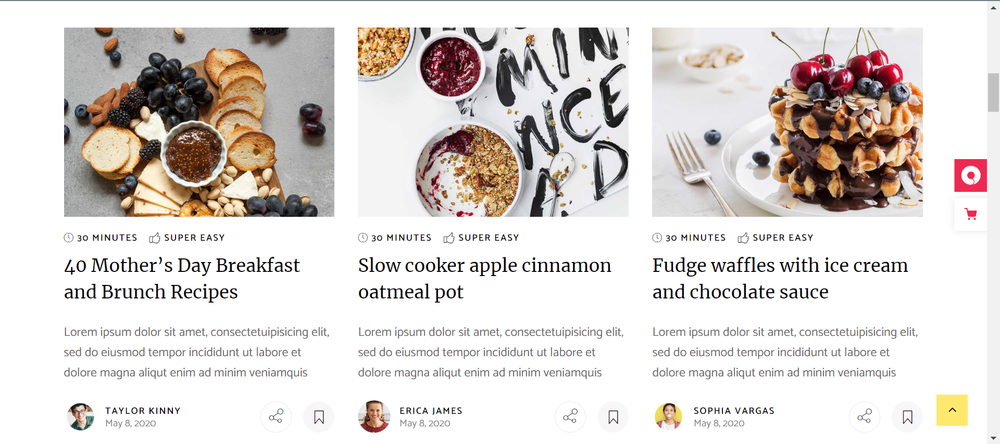 30 MINUTES SUPER EASY
40 Mother’s Day Breakfast
and Brunch Recipes
Lorem ipsum dolor sit amet, consectetuipisicing elit,
sed do eiusmod tempor incididunt ut labore et
dolore magna aliqut enim ad minim veniamquis
TAYLOR KINNY
May 8, 2020
30 MINUTES SUPER EASY
Slow cooker apple cinnamon
oatmeal pot
Lorem ipsum dolor sit amet, consectetuipisicing elit,
sed do eiusmod tempor incididunt ut labore et
dolore magna aliqut enim ad minim veniamquis
ERICA JAMES
May 8, 2020
30 MINUTES SUPER EASY
Fudge waffles with ice cream
and chocolate sauce
Lorem ipsum dolor sit amet, consectetuipisicing elit,
sed do eiusmod tempor incididunt ut labore et
dolore magna aliqut enim ad minim veniamquis
SOPHIA VARGAS
May 8, 2020